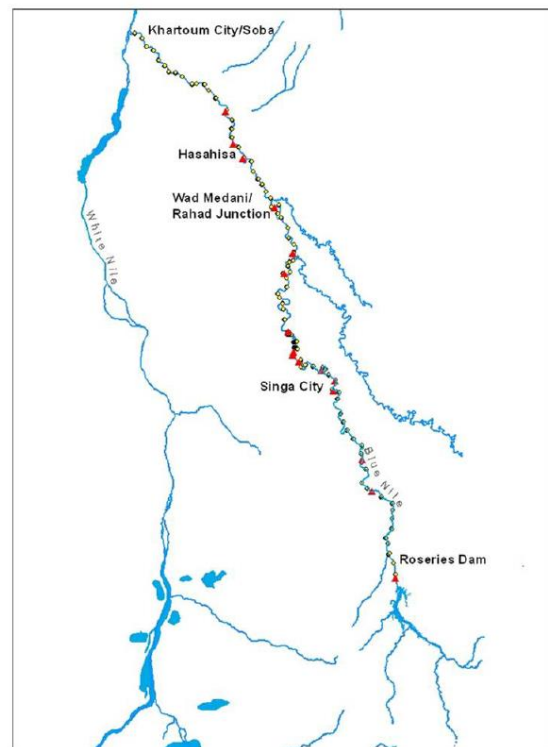 Khartoum City/Soba
Hasahisa
Wad Medani/
Rahad Junction
White Nile
Singa City
Blue Nile
Roseries Dam